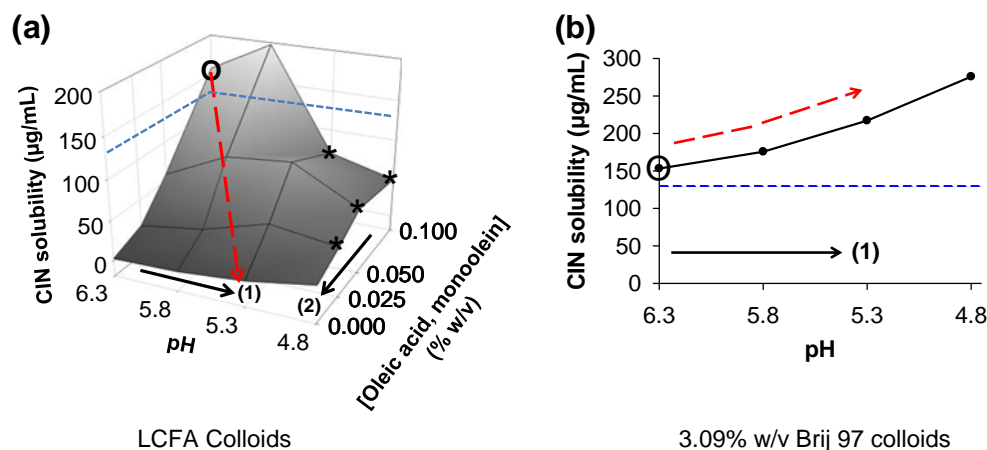 (a)
CIN solubility (µg/mL)
200
150
100
50
0
6.3
5.8
5.3
4.8
pH
O
*
*
*
*
(1)
(2)
0.100
0.050
0.025
0.000
[Oleic acid, monoolein]
(% w/v)
LCFA Colloids
(b)
CIN solubility (µg/mL)
300
250
200
150
100
50
0
(1)
6.3 5.8 5.3 4.8
pH
3.09% w/v Brij 97 colloids